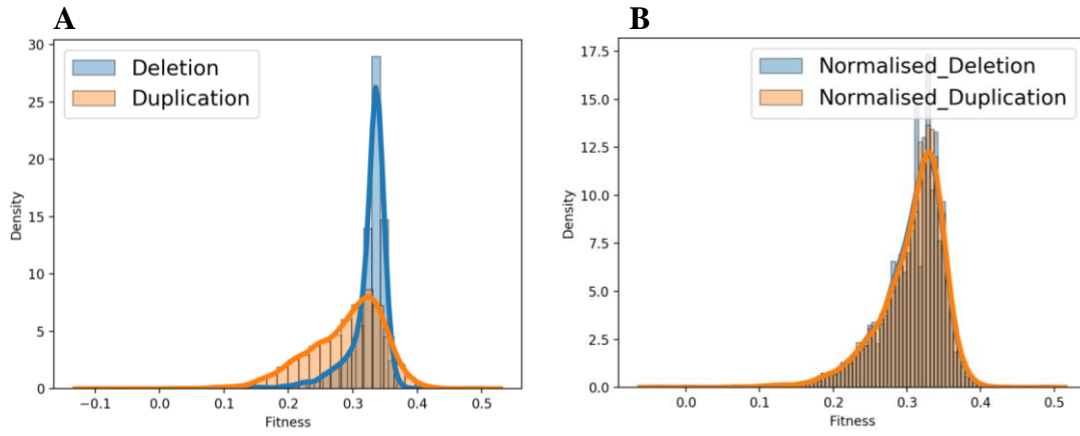 A
B
30
25
20
15
10
5
0
Density
Deletion
Duplication
−0.1
0.0
0.1
0.2
0.3
0.4
0.5
Fitness
17.5
15.0
12.5
10.0
7.5
5.0
2.5
0.0
Density
Normalised_Deletion
Normalised_Duplication
0.0
0.1
0.2
0.3
0.4
0.5
Fitness